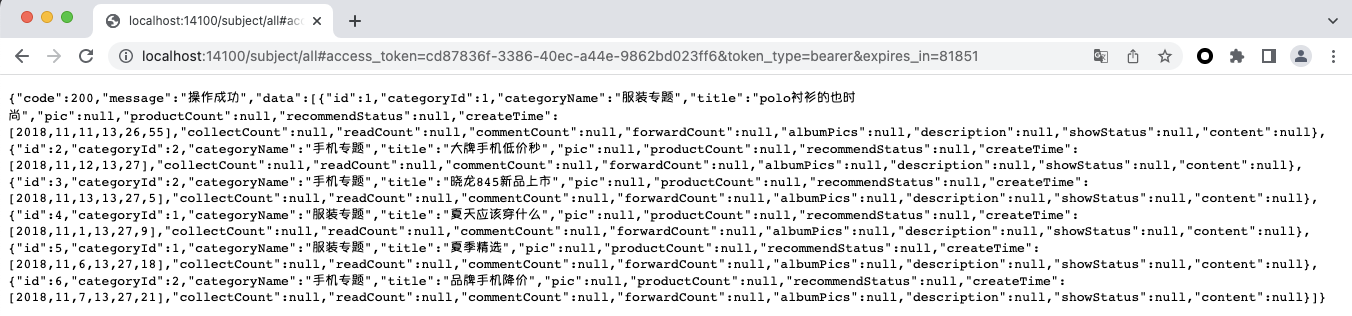 localhost:14100/subject/all#acc
localhost:14100/subject/all#access_token=cd87836f-3386-40ec-a44e-9862bd023ff6&token_type=bearer&expires_in=81851
{"code":200,"message":"操作成功","data":[{"id":1,"categoryId":1,"categoryName":"服装专题","title":"polo衬衫的也时
尚","pic":null,"productCount":null,"recommendStatus":null,"createTime":
[2018,11,11,13,26,55],"collectCount":null,"readCount":null,"commentCount":null,"forwardCount":null,"albumPics":null,"description":null,"showStatus":null,"content":null},
{"id":2,"categoryId":2,"categoryName":"手机专题","title":"大牌手机低价秒","pic":null,"productCount":null,"recommendStatus":null,"createTime":
[2018,11,12,13,27],"collectCount":null,"readCount":null,"commentCount":null,"forwardCount":null,"albumPics":null,"description":null,"showStatus":null,"content":null},
{"id":3,"categoryId":2,"categoryName":"手机专题","title":"晓龙845新品上市","pic":null,"productCount":null,"recommendStatus":null,"createTime":
[2018,11,13,13,27,5],"collectCount":null,"readCount":null,"commentCount":null,"forwardCount":null,"albumPics":null,"description":null,"showStatus":null,"content":null},
{"id":4,"categoryId":1,"categoryName":"服装专题","title":"夏天应该穿什么","pic":null,"productCount":null,"recommendStatus":null,"createTime":
[2018,11,1,13,27,9],"collectCount":null,"readCount":null,"commentCount":null,"forwardCount":null,"albumPics":null,"description":null,"showStatus":null,"content":null},
{"id":5,"categoryId":1,"categoryName":"服装专题","title":"夏季精选","pic":null,"productCount":null,"recommendStatus":null,"createTime":
[2018,11,6,13,27,18],"collectCount":null,"readCount":null,"commentCount":null,"forwardCount":null,"albumPics":null,"description":null,"showStatus":null,"content":null},
{"id":6,"categoryId":2,"categoryName":"手机专题","title":"品牌手机降价","pic":null,"productCount":null,"recommendStatus":null,"createTime":
[2018,11,7,13,27,21],"collectCount":null,"readCount":null,"commentCount":null,"forwardCount":null,"albumPics":null,"description":null,"showStatus":null,"content":null}]}